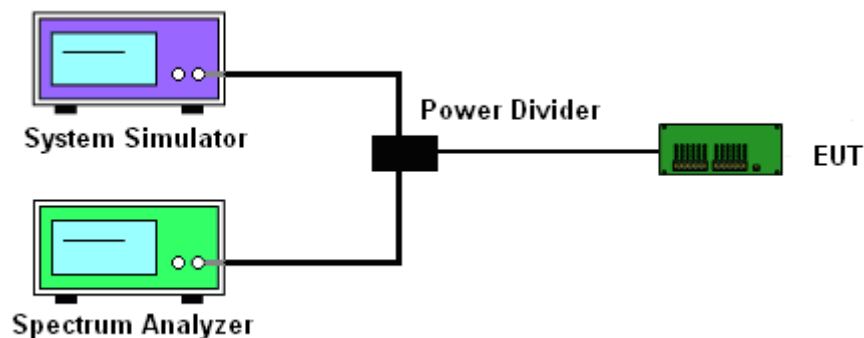 System Simulator
Power Divider
EUT
Spectrum Analyzer